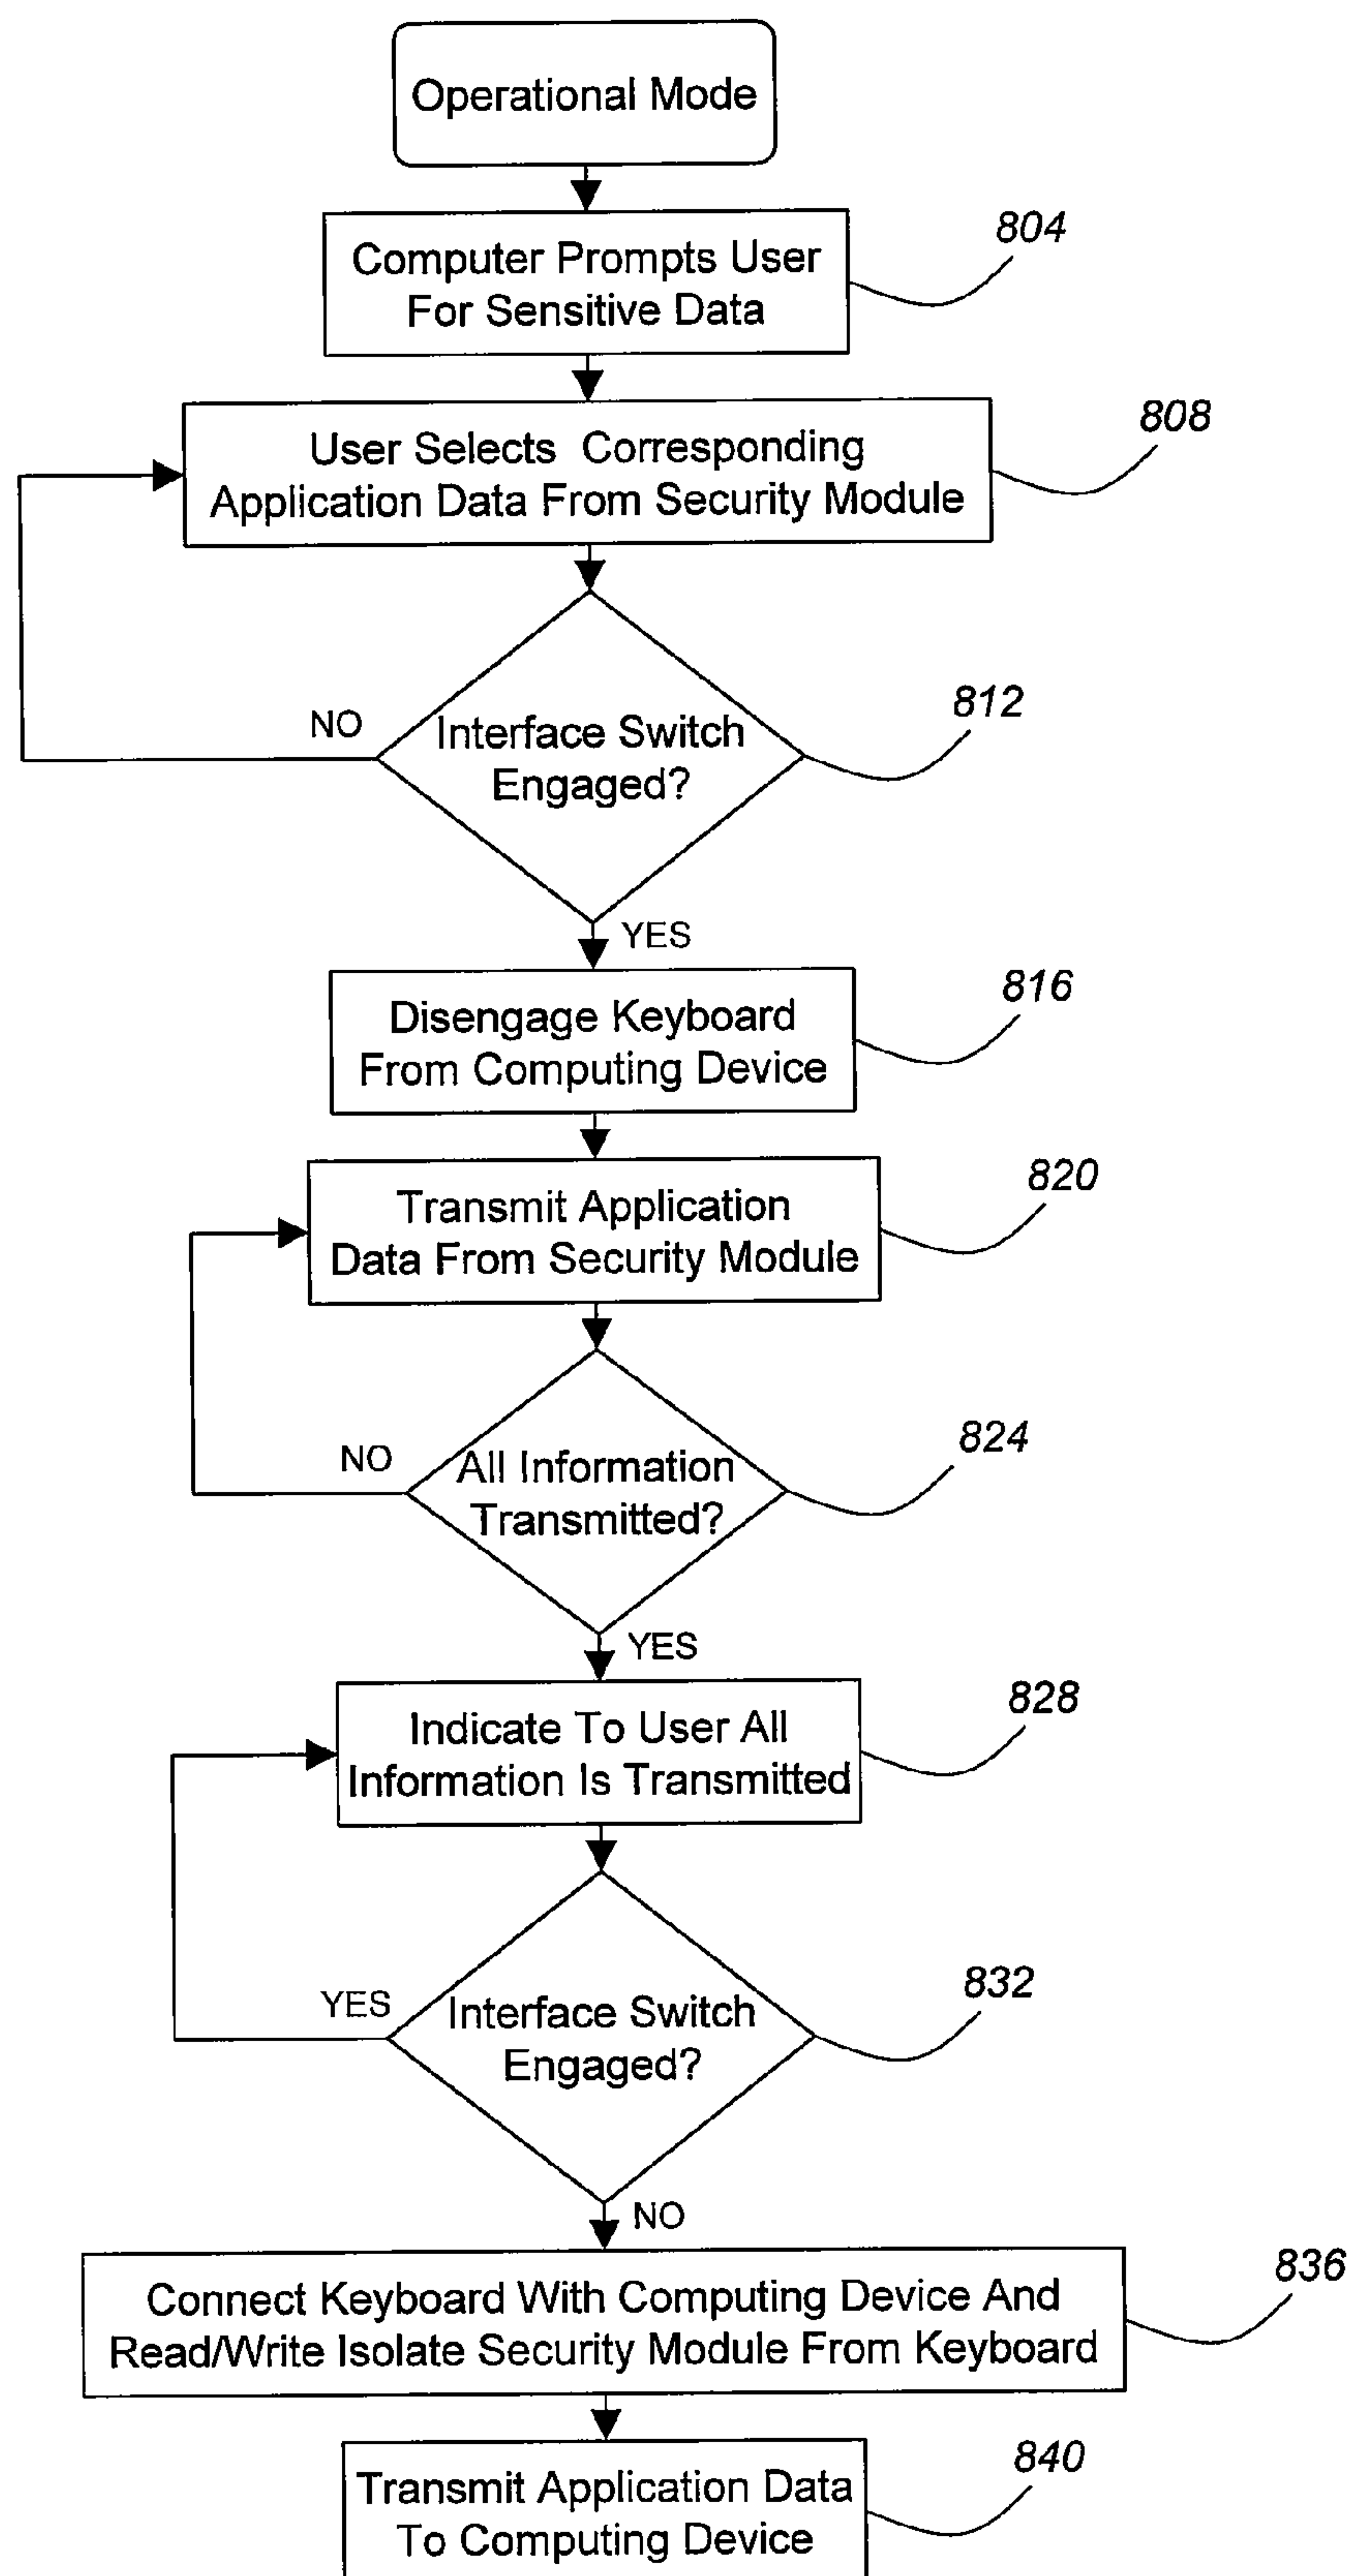 Operational Mode
Computer Prompts User
For Sensitive Data
804
User Selects Corresponding
Application Data From Security Module
808
Interface Switch
Engaged?
812
NO
YES
Disengage Keyboard
From Computing Device
816
Transmit Application
Data From Security Module
820
All Information
Transmitted?
824
NO
YES
Indicate To User All
Information Is Transmitted
828
Interface Switch
Engaged?
832
YES
NO
Connect Keyboard With Computing Device And
Read/Write Isolate Security Module From Keyboard
836
Transmit Application Data
To Computing Device
840